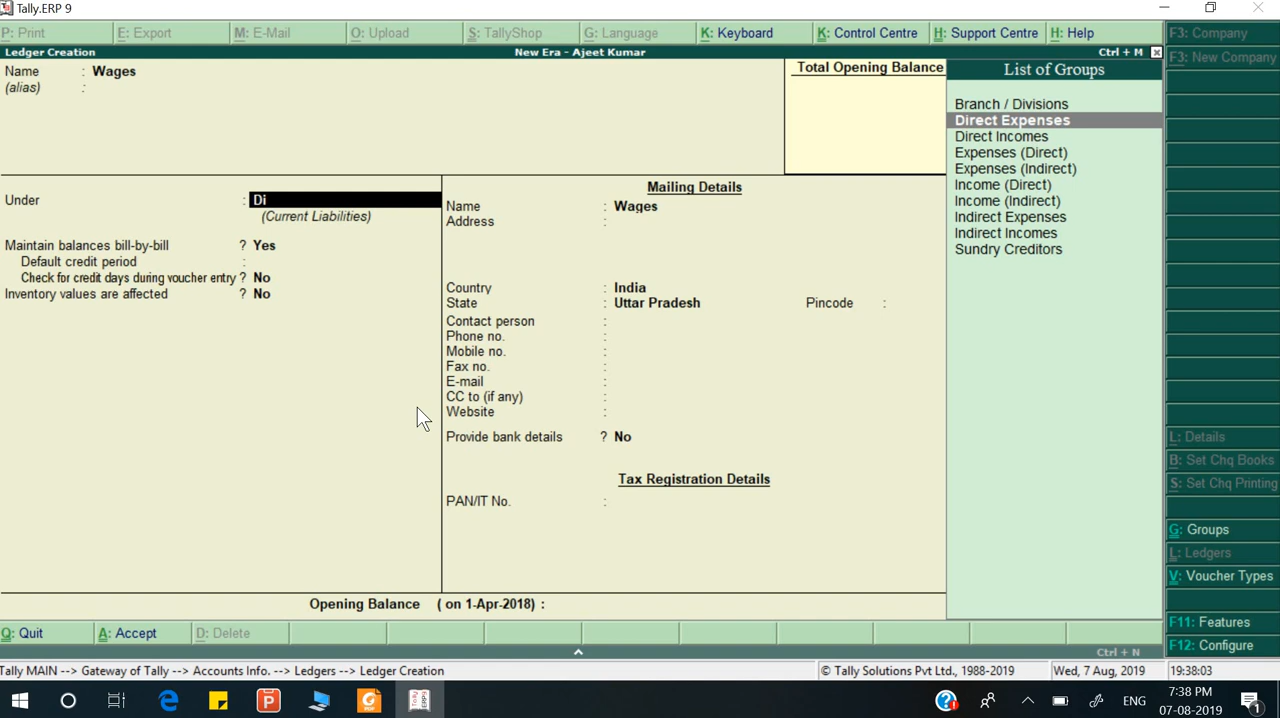 Tally.ERP 9
P: Print E: Export M: E-Mail O: Upload S: TallyShop G: Language K: Keyboard K: Control Centre H: Support Centre H: Help F3: Company
Ledger Creation New Era - Ajeet Kumar Ctrl + M
F3: New Company
Name : Wages
(alias) :
Total Opening Balance
List of Groups
Branch / Divisions
Direct Expenses
Direct Incomes
Expenses (Direct)
Expenses (Indirect)
Income (Direct)
Income (Indirect)
Indirect Expenses
Indirect Incomes
Sundry Creditors
Under : Di
(Current Liabilities)
Maintain balances bill-by-bill ? Yes
Default credit period :
Check for credit days during voucher entry ? No
Inventory values are affected ? No
Mailing Details
Name : Wages
Address :
Country : India
State : Uttar Pradesh Pincode :
Contact person :
Phone no. :
Mobile no. :
Fax no. :
E-mail :
CC to (if any) :
Website :
Provide bank details ? No
Tax Registration Details
PAN/IT No. :
L: Details
B: Set Chq Books
S: Set Chq Printing
G: Groups
L: Ledgers
V: Voucher Types
F11: Features
F12: Configure
Opening Balance ( on 1-Apr-2018) :
Q: Quit A: Accept D: Delete
Ctrl + N
Tally MAIN --> Gateway of Tally --> Accounts Info. --> Ledgers --> Ledger Creation © Tally Solutions Pvt Ltd., 1988-2019 Wed, 7 Aug, 2019 19:38:03
ENG 7:38 PM
07-08-2019